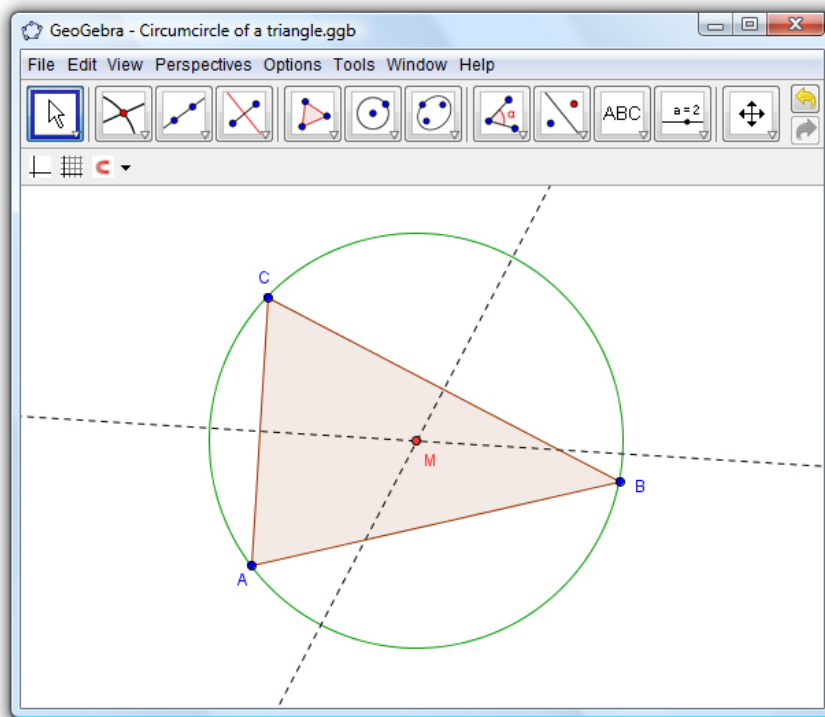 GeoGebra - Circumcircle of a triangle.ggb
File Edit View Perspectives Options Tools Window Help
α ABC a = 2
C
M
B
A